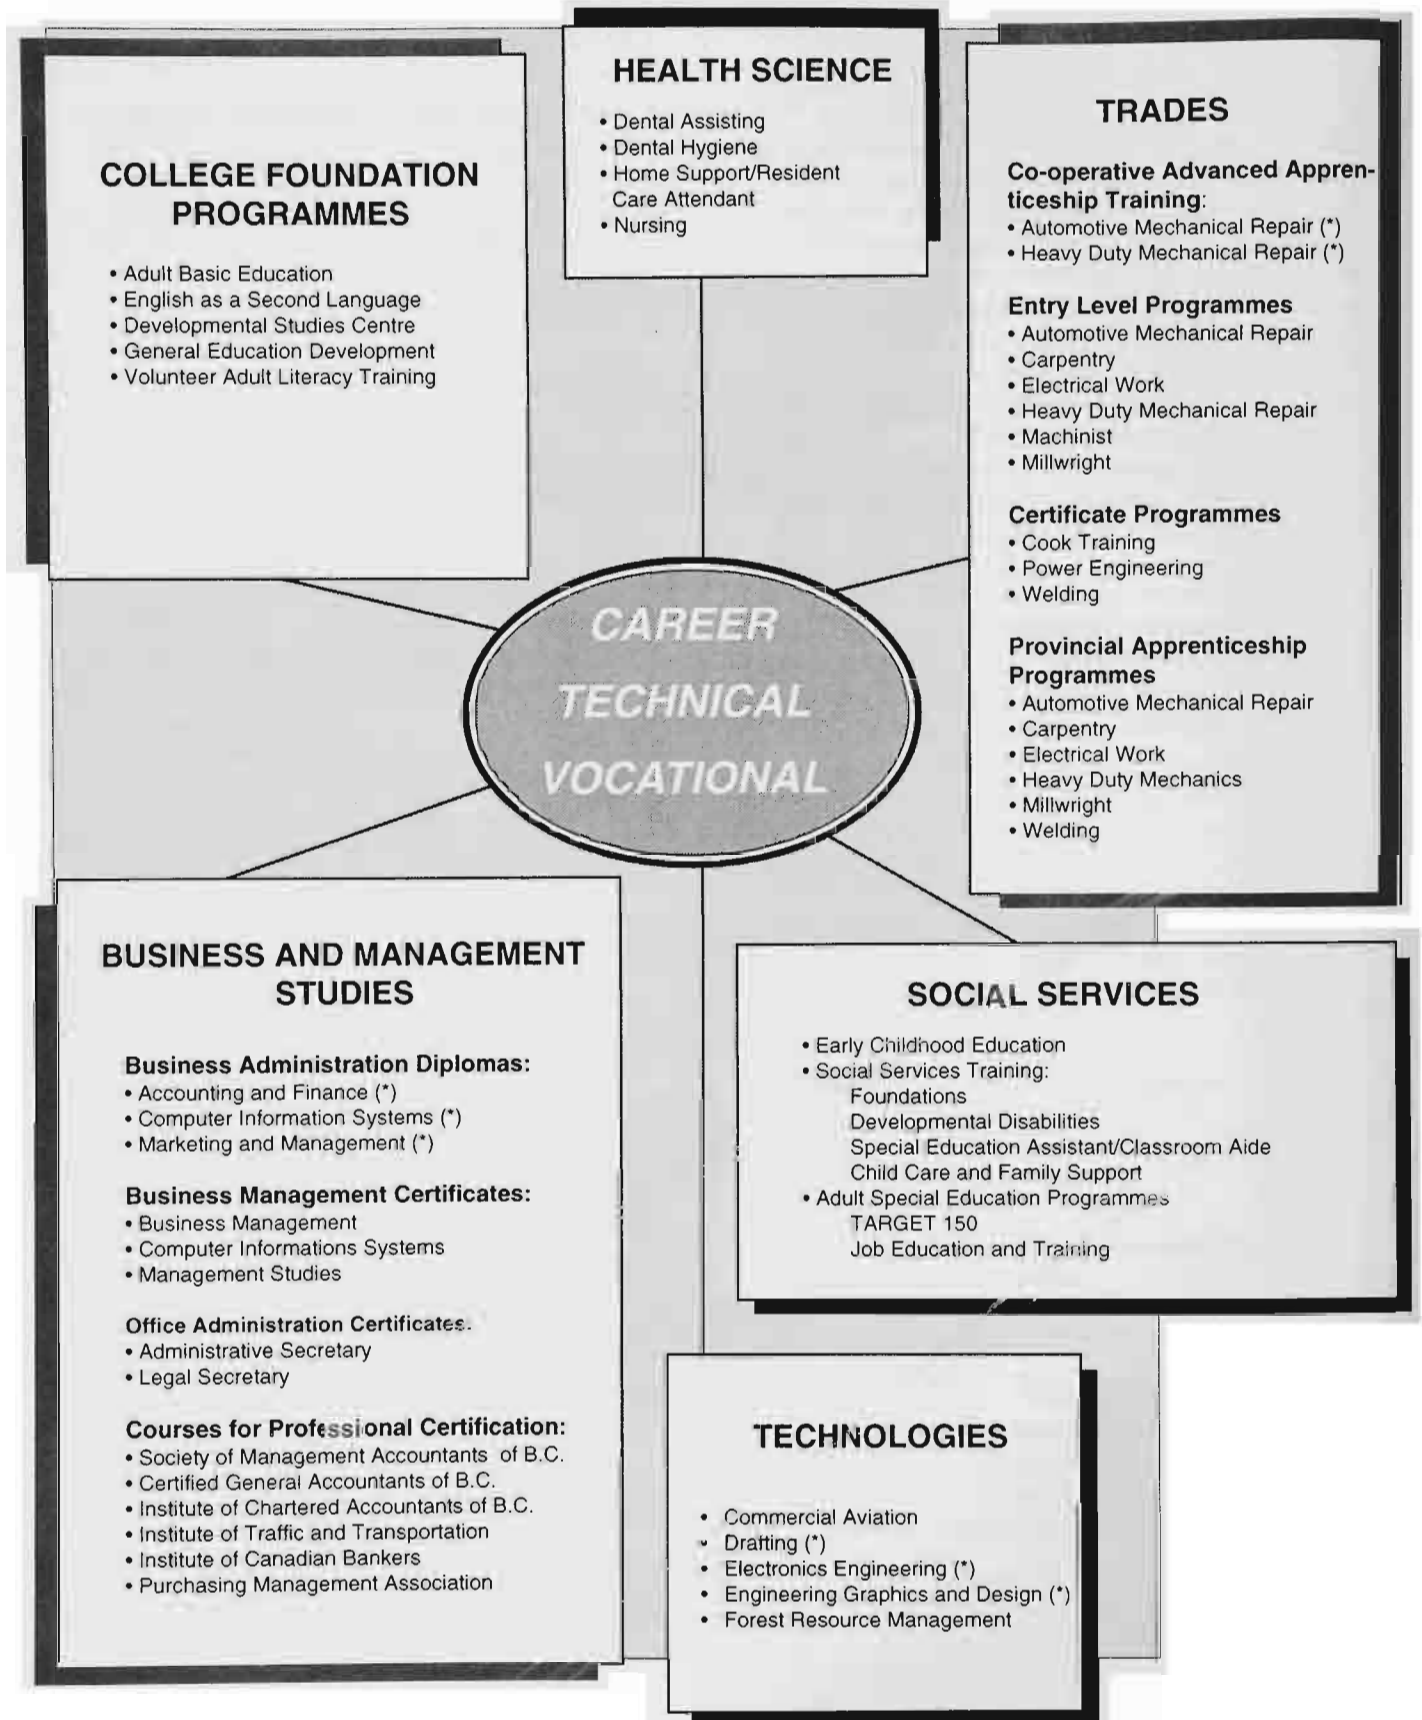 HEALTH SCIENCE
• Dental Assisting
• Dental Hygiene
• Home Support/Resident
Care Attendant
• Nursing
COLLEGE FOUNDATION
PROGRAMMES
• Adult Basic Education
• English as a Second Language
• Developmental Studies Centre
• General Education Development
• Volunteer Adult Literacy Training
TRADES
Co-operative Advanced Appren-
ticeship Training:
• Automotive Mechanical Repair (*)
• Heavy Duty Mechanical Repair (*)
Entry Level Programmes
• Automotive Mechanical Repair
• Carpentry
• Electrical Work
• Heavy Duty Mechanical Repair
• Machinist
• Millwright
Certificate Programmes
• Cook Training
• Power Engineering
• Welding
Provincial Apprenticeship
Programmes
• Automotive Mechanical Repair
• Carpentry
• Electrical Work
• Heavy Duty Mechanics
• Millwright
• Welding
CAREER
TECHNICAL
VOCATIONAL
BUSINESS AND MANAGEMENT
STUDIES
Business Administration Diplomas:
• Accounting and Finance (*)
• Computer Information Systems (*)
• Marketing and Management (*)
Business Management Certificates:
• Business Management
• Computer Informations Systems
• Management Studies
Office Administration Certificates:
• Administrative Secretary
• Legal Secretary
Courses for Professional Certification:
• Society of Management Accountants of B.C.
• Certified General Accountants of B.C.
• Institute of Chartered Accountants of B.C.
• Institute of Traffic and Transportation
• Institute of Canadian Bankers
• Purchasing Management Association
SOCIAL SERVICES
• Early Childhood Education
• Social Services Training:
Foundations
Developmental Disabilities
Special Education Assistant/Classroom Aide
Child Care and Family Support
• Adult Special Education Programmes
TARGET 150
Job Education and Training
TECHNOLOGIES
• Commercial Aviation
• Drafting (*)
• Electronics Engineering (*)
• Engineering Graphics and Design (*)
• Forest Resource Management